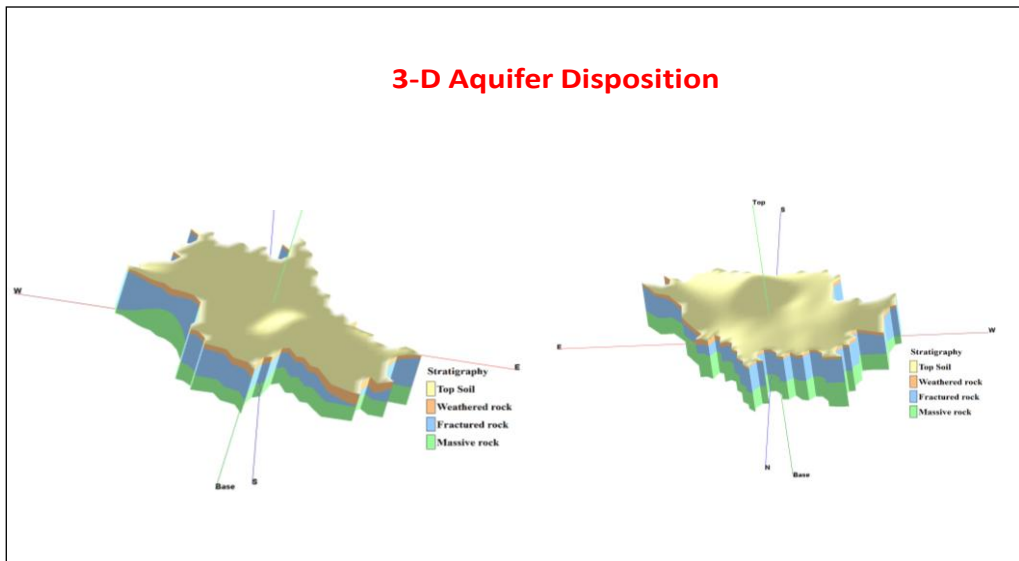 3-D Aquifer Disposition
W
E
Stratigraphy
Top Soil
Weathered rock
Fractured rock
Massive rock
Base
S
Top
S
E
W
Stratigraphy
Top Soil
Weathered rock
Fractured rock
Massive rock
N
Base